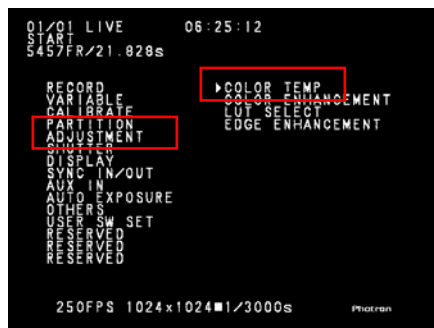 01/01 LIVE 06:25:12
START
5457FR/21.828s
RECORD
VARIABLE
CALIBRATE
PARTITION
ADJUSTMENT
SHUTTER
DISPLAY
SYNC IN/OUT
AUX IN
AUTO EXPOSURE
OTHERS
USER SW SET
RESERVED
RESERVED
RESERVED
▶COLOR TEMP
COLOR ENHANCEMENT
LUT SELECT
EDGE ENHANCEMENT
250FPS 1024x1024■1/3000s Photron